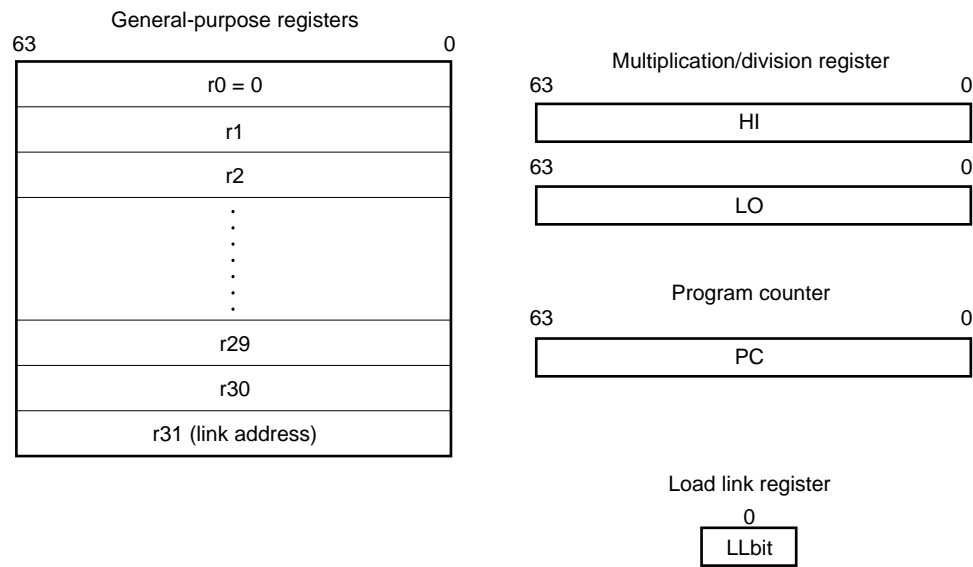 General-purpose registers
63 0
r0 = 0
r1
r2
r29
r30
r31 (link address)
Multiplication/division register
63 0
HI
63 0
LO
Program counter
63 0
PC
Load link register
0
LLbit